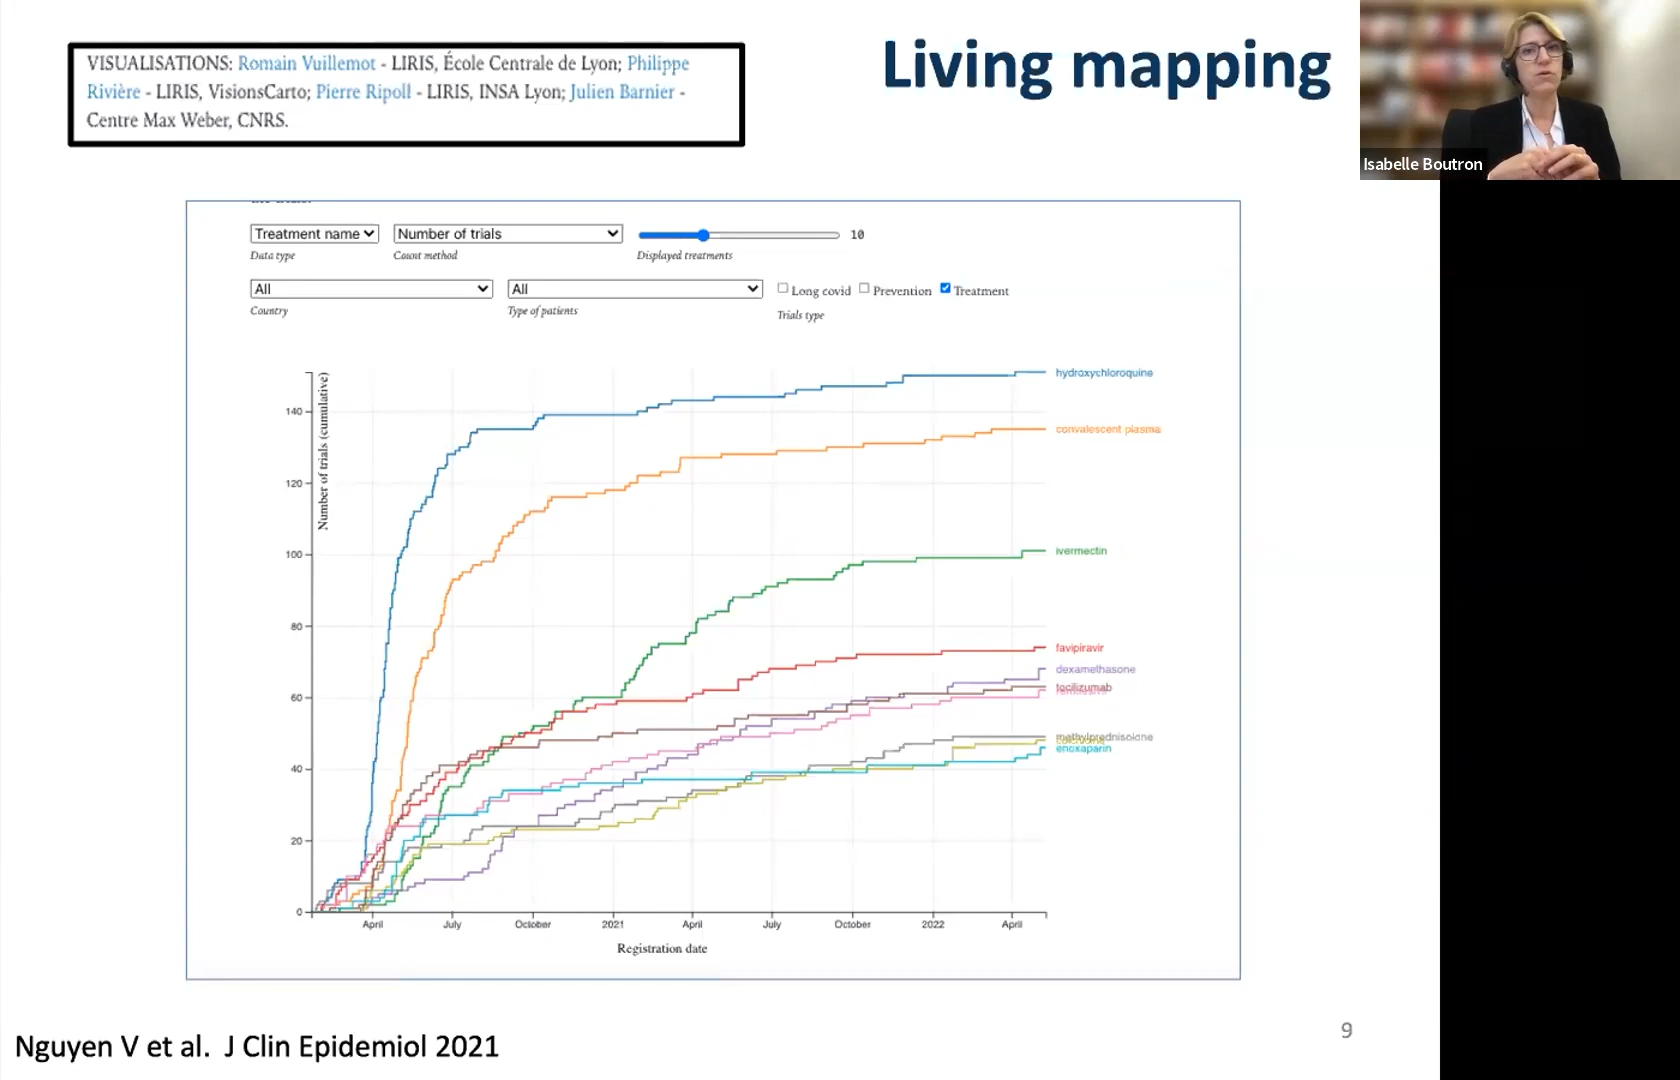 VISUALISATIONS: Romain Vuillemot - LIRIS, École Centrale de Lyon; Philippe
Rivière - LIRIS, VisionsCarto; Pierre Ripoll - LIRIS, INSA Lyon; Julien Barnier -
Centre Max Weber, CNRS.
Living mapping
Isabelle Boutron
Treatment name
Number of trials
10
Data type
Count method
Displayed treatments
All
All
Long covid
Prevention
Treatment
Country
Type of patients
Trials type
Number of trials (cumulative)
140
120
100
80
60
40
20
0
hydroxychloroquine
convalescent plasma
ivermectin
favipiravir
dexamethasone
tocilizumab
methylprednisolone
enoxaparin
April
July
October
2021
April
July
October
2022
April
Registration date
Nguyen V et al. J Clin Epidemiol 2021
9